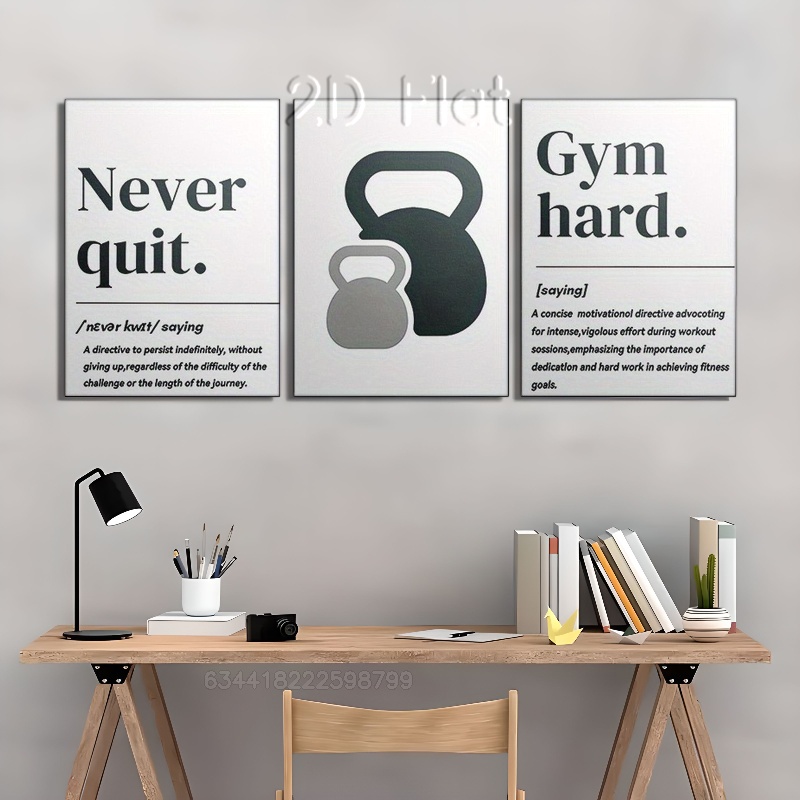 2D Flat
Never
quit.
/nɛvər kwɪt/ saying
A directive to persist indefinitely, without
giving up,regardless of the difficulty of the
challenge or the length of the journey.
Gym
hard.
[saying]
A concise motivationol directive advocoting
for intense,vigolous effort during workout
sossions,emphasizing the importance of
dedication and hard work in achieving fitness
goals.
634418222598799